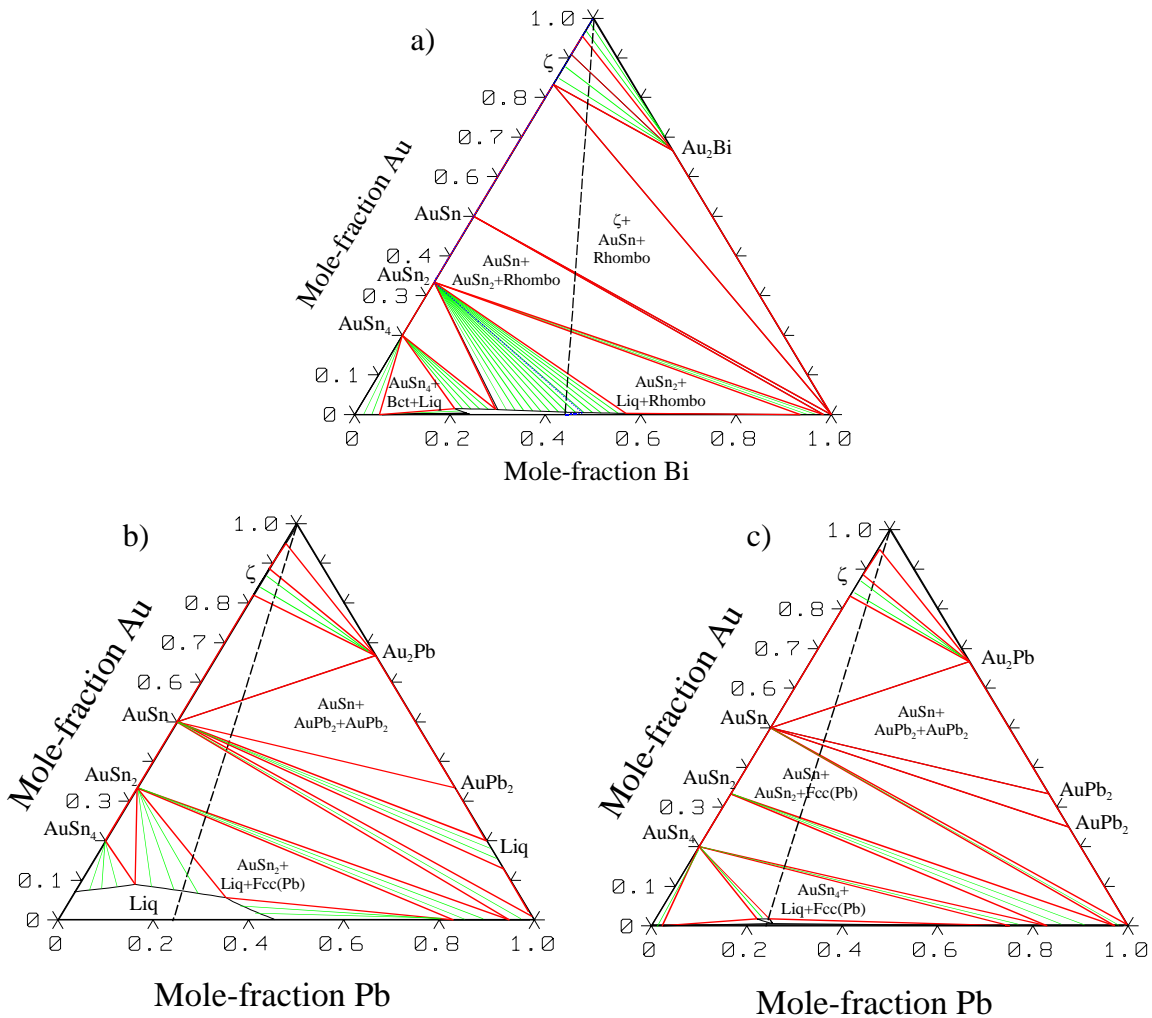 a)
1.0
ζ
0.8
Au₂Bi
0.7
Mole-fraction Au
0.6
AuSn
ζ+
AuSn+
Rhombo
0.4
AuSn+
AuSn₂+Rhombo
AuSn₂
0.3
AuSn₄
0.1
AuSn₄+
Bct+Liq
AuSn₂+
Liq+Rhombo
0
0 0.2 0.4 0.6 0.8 1.0
Mole-fraction Bi
b)
1.0
ζ
0.8
0.7
Au₂Pb
Mole-fraction Au
0.6
AuSn
AuSn+
AuPb₂+AuPb₂
AuSn₂
AuPb₂
0.3
AuSn₄
Liq
0.1
AuSn₂+
Liq+Fcc(Pb)
Liq
0
0 0.2 0.4 0.6 0.8 1.0
Mole-fraction Pb
c)
1.0
ζ
0.8
0.7
Au₂Pb
Mole-fraction Au
0.6
AuSn
AuSn+
AuPb₂+AuPb₂
AuSn₂
AuSn+
AuSn₂+Fcc(Pb)
AuPb₂
0.3
AuPb₂
AuSn₄
0.1
AuSn₄+
Liq+Fcc(Pb)
0
0 0.2 0.4 0.6 0.8 1.0
Mole-fraction Pb